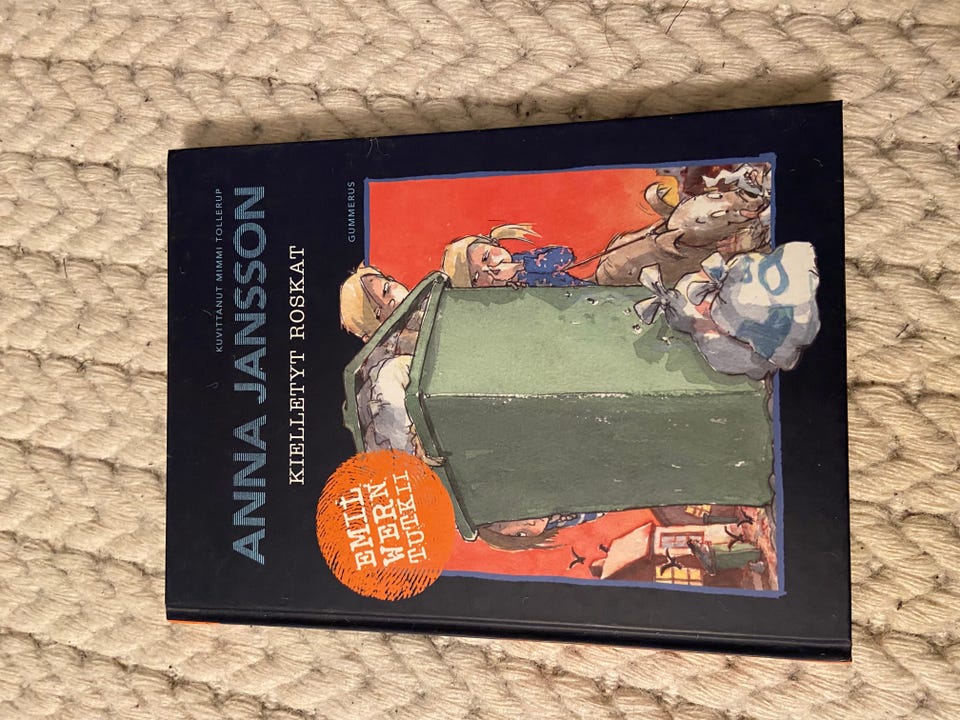 KUVITTANUT MIMMI TOLLERUP
ANNA JANSSON
KIELLETYT ROSKAT
GUMMERUS
EMIL
WERN
TUTKII